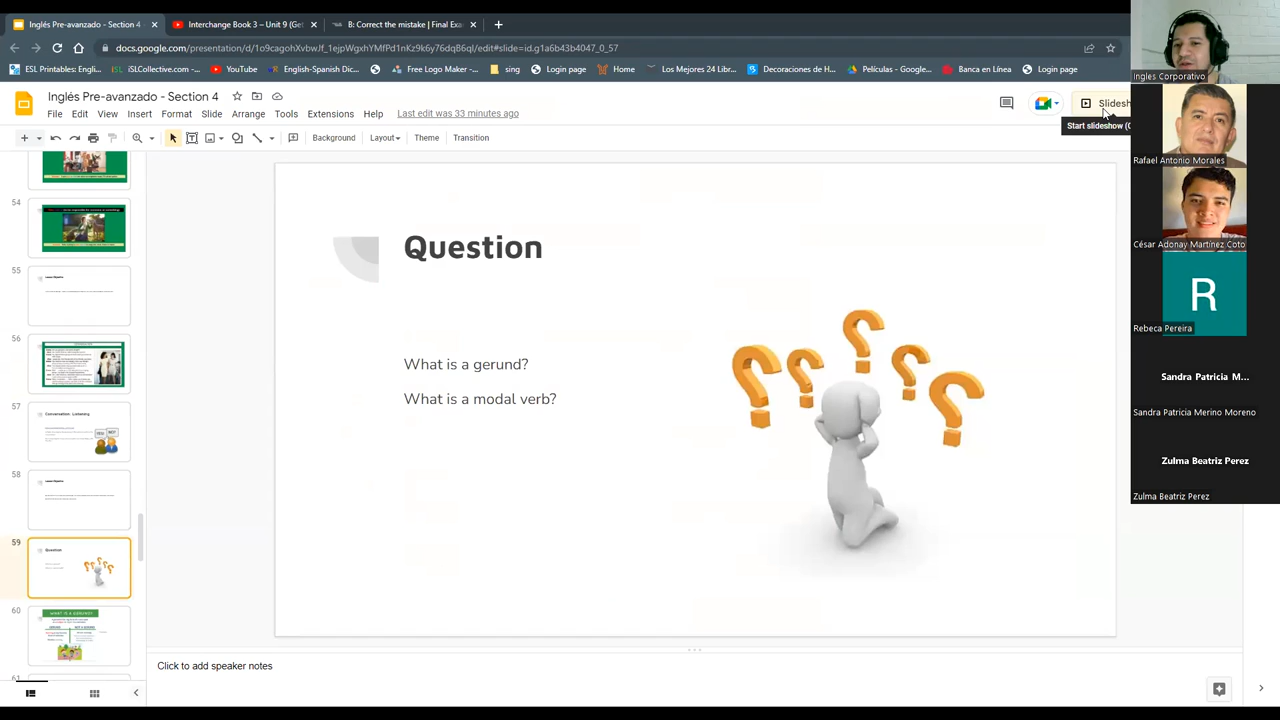 Inglés Pre-avanzado - Section 4
Interchange Book 3 – Unit 9 (Get
B: Correct the mistake | Final Exa
docs.google.com/presentation/d/1o9cagohXvbwJf_1ejpWgxhYMfPd1nKz9k6y76dqB6qI/edit#slide=id.g1a6b43b4047_0_57
ESL Printables: Engli...
iSLCollective.com -...
YouTube
English-Spanish Dic...
Free Logo Maker -
Login page
Home
Los Mejores 24 Libr...
Decoraciones de H...
Películas - Google...
Banca en Línea
Login page
Inglés Pre-avanzado - Section 4
File Edit View Insert Format Slide Arrange Tools Extensions Help Last edit was 33 minutes ago
Slidesh
Start slideshow (C
Background Layout Theme Transition
54
55
56
57
58
59
60
61
Question
What is a gerund?
What is a modal verb?
Click to add speaker notes
Ingles Corporativo
Rafael Antonio Morales
César Adonay Martínez Coto
R
Rebeca Pereira
Sandra Patricia M...
Sandra Patricia Merino Moreno
Zulma Beatriz Perez
Zulma Beatriz Perez